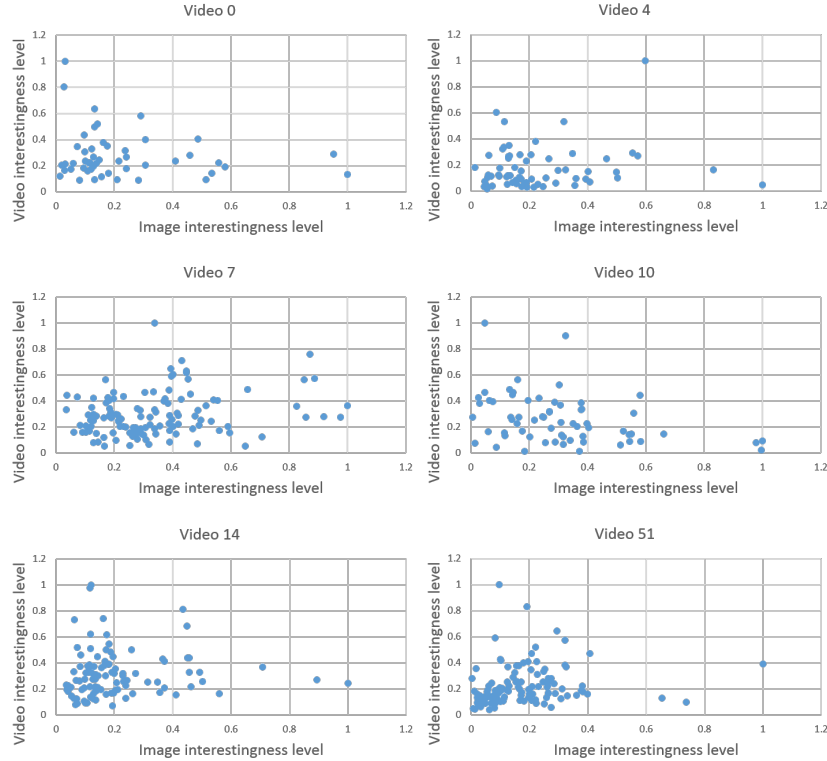 Video 0
Video interestingness level
1.2
1
0.8
0.6
0.4
0.2
0
0 0.2 0.4 0.6 0.8 1 1.2
Image interestingness level
Video 4
Video interestingness level
1.2
1
0.8
0.6
0.4
0.2
0
0 0.2 0.4 0.6 0.8 1 1.2
Image interestingness level
Video 7
Video interestingness level
1.2
1
0.8
0.6
0.4
0.2
0
0 0.2 0.4 0.6 0.8 1 1.2
Image interestingness level
Video 10
Video interestingness level
1.2
1
0.8
0.6
0.4
0.2
0
0 0.2 0.4 0.6 0.8 1 1.2
Image interestingness level
Video 14
Video interestingness level
1.2
1
0.8
0.6
0.4
0.2
0
0 0.2 0.4 0.6 0.8 1 1.2
Image interestingness level
Video 51
Video interestingness level
1.2
1
0.8
0.6
0.4
0.2
0
0 0.2 0.4 0.6 0.8 1 1.2
Image interestingness level